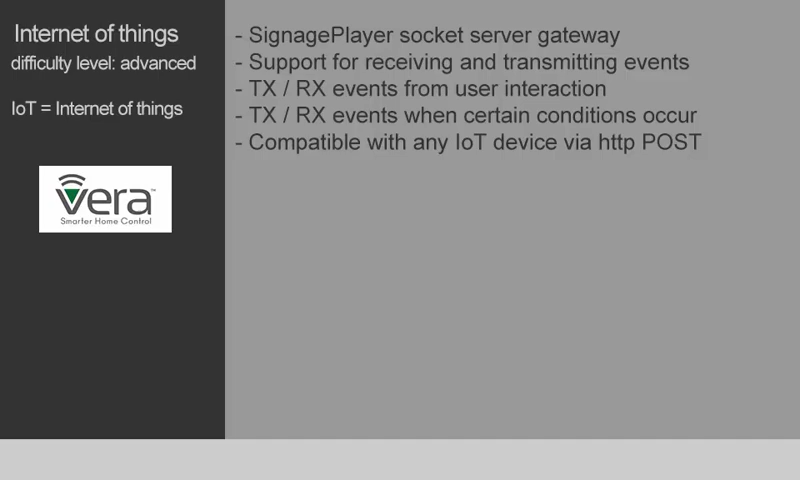 Internet of things
difficulty level: advanced
IoT = Internet of things
vera™
Smarter Home Control
- SignagePlayer socket server gateway
- Support for receiving and transmitting events
- TX / RX events from user interaction
- TX / RX events when certain conditions occur
- Compatible with any IoT device via http POST